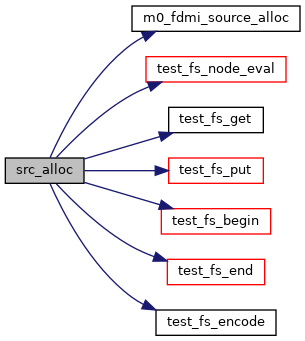 m0_fdmi_source_alloc
test_fs_node_eval
test_fs_get
src_alloc
test_fs_put
test_fs_begin
test_fs_end
test_fs_encode